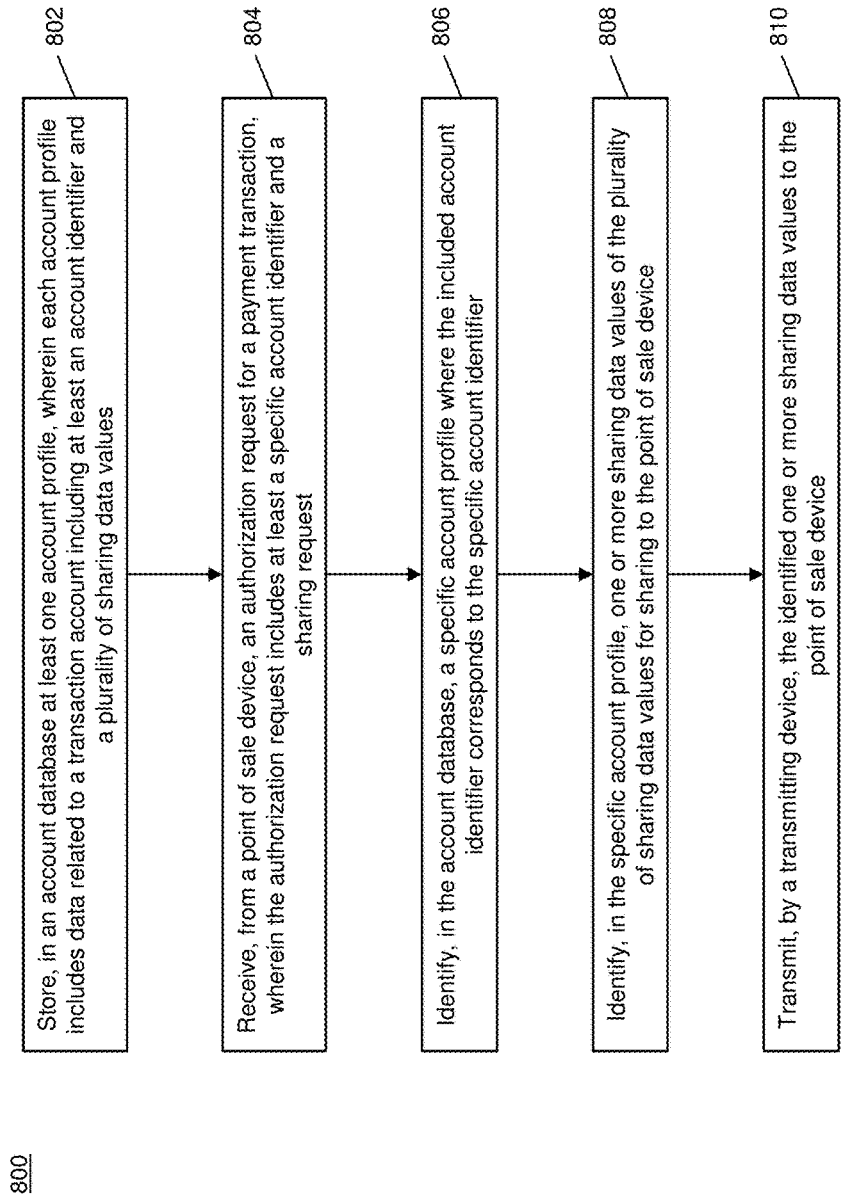 800
Store, in an account database at least one account profile, wherein each account profile
includes data related to a transaction account including at least an account identifier and
a plurality of sharing data values
802
Receive, from a point of sale device, an authorization request for a payment transaction,
wherein the authorization request includes at least a specific account identifier and a
sharing request
804
Identify, in the account database, a specific account profile where the included account
identifier corresponds to the specific account identifier
806
Identify, in the specific account profile, one or more sharing data values of the plurality
of sharing data values for sharing to the point of sale device
808
Transmit, by a transmitting device, the identified one or more sharing data values to the
point of sale device
810